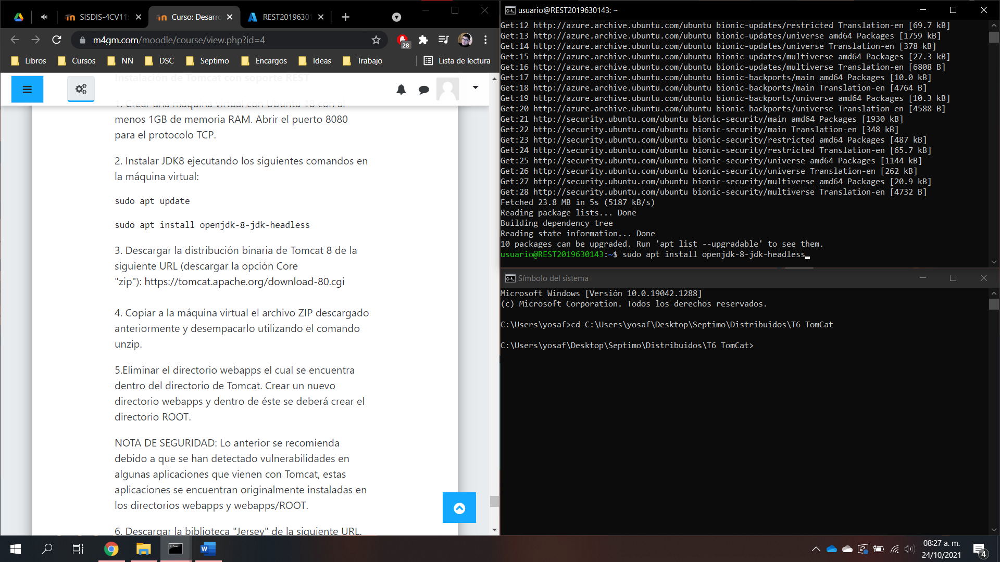 SISDIS-4CV11
Curso: Desarro
REST20196301
m4gm.com/moodle/course/view.php?id=4
28
Libros
Cursos
NN
DSC
Septimo
Encargos
Ideas
Trabajo
Lista de lectura
Instalación de Tomcat con soporte REST
1. Crear una máquina virtual con Ubuntu 18 con al
menos 1GB de memoria RAM. Abrir el puerto 8080
para el protocolo TCP.
2. Instalar JDK8 ejecutando los siguientes comandos en
la máquina virtual:
sudo apt update
sudo apt install openjdk-8-jdk-headless
3. Descargar la distribución binaria de Tomcat 8 de la
siguiente URL (descargar la opción Core
"zip"): https://tomcat.apache.org/download-80.cgi
4. Copiar a la máquina virtual el archivo ZIP descargado
anteriormente y desempacarlo utilizando el comando
unzip.
5.Eliminar el directorio webapps el cual se encuentra
dentro del directorio de Tomcat. Crear un nuevo
directorio webapps y dentro de éste se deberá crear el
directorio ROOT.
NOTA DE SEGURIDAD: Lo anterior se recomienda
debido a que se han detectado vulnerabilidades en
algunas aplicaciones que vienen con Tomcat, estas
aplicaciones se encuentran originalmente instaladas en
los directorios webapps y webapps/ROOT.
6. Descargar la biblioteca "Jersey" de la siguiente URL.
usuario@REST2019630143: ~
Get:12 http://azure.archive.ubuntu.com/ubuntu bionic-updates/restricted Translation-en [69.7 kB]
Get:13 http://azure.archive.ubuntu.com/ubuntu bionic-updates/universe amd64 Packages [1759 kB]
Get:14 http://azure.archive.ubuntu.com/ubuntu bionic-updates/universe Translation-en [378 kB]
Get:15 http://azure.archive.ubuntu.com/ubuntu bionic-updates/multiverse amd64 Packages [27.3 kB]
Get:16 http://azure.archive.ubuntu.com/ubuntu bionic-updates/multiverse Translation-en [6808 B]
Get:17 http://azure.archive.ubuntu.com/ubuntu bionic-backports/main amd64 Packages [10.0 kB]
Get:18 http://azure.archive.ubuntu.com/ubuntu bionic-backports/main Translation-en [4764 B]
Get:19 http://azure.archive.ubuntu.com/ubuntu bionic-backports/universe amd64 Packages [10.3 kB]
Get:20 http://azure.archive.ubuntu.com/ubuntu bionic-backports/universe Translation-en [4588 B]
Get:21 http://security.ubuntu.com/ubuntu bionic-security/main amd64 Packages [1930 kB]
Get:22 http://security.ubuntu.com/ubuntu bionic-security/main Translation-en [348 kB]
Get:23 http://security.ubuntu.com/ubuntu bionic-security/restricted amd64 Packages [487 kB]
Get:24 http://security.ubuntu.com/ubuntu bionic-security/restricted Translation-en [65.7 kB]
Get:25 http://security.ubuntu.com/ubuntu bionic-security/universe amd64 Packages [1144 kB]
Get:26 http://security.ubuntu.com/ubuntu bionic-security/universe Translation-en [262 kB]
Get:27 http://security.ubuntu.com/ubuntu bionic-security/multiverse amd64 Packages [20.9 kB]
Get:28 http://security.ubuntu.com/ubuntu bionic-security/multiverse Translation-en [4732 B]
Fetched 23.8 MB in 5s (5187 kB/s)
Reading package lists... Done
Building dependency tree
Reading state information... Done
10 packages can be upgraded. Run 'apt list --upgradable' to see them.
usuario@REST2019630143:~$ sudo apt install openjdk-8-jdk-headless
Símbolo del sistema
Microsoft Windows [Versión 10.0.19042.1288]
(c) Microsoft Corporation. Todos los derechos reservados.
C:\Users\yosaf>cd C:\Users\yosaf\Desktop\Septimo\Distribuidos\T6 TomCat
C:\Users\yosaf\Desktop\Septimo\Distribuidos\T6 TomCat>
08:27 a. m.
24/10/2021
4